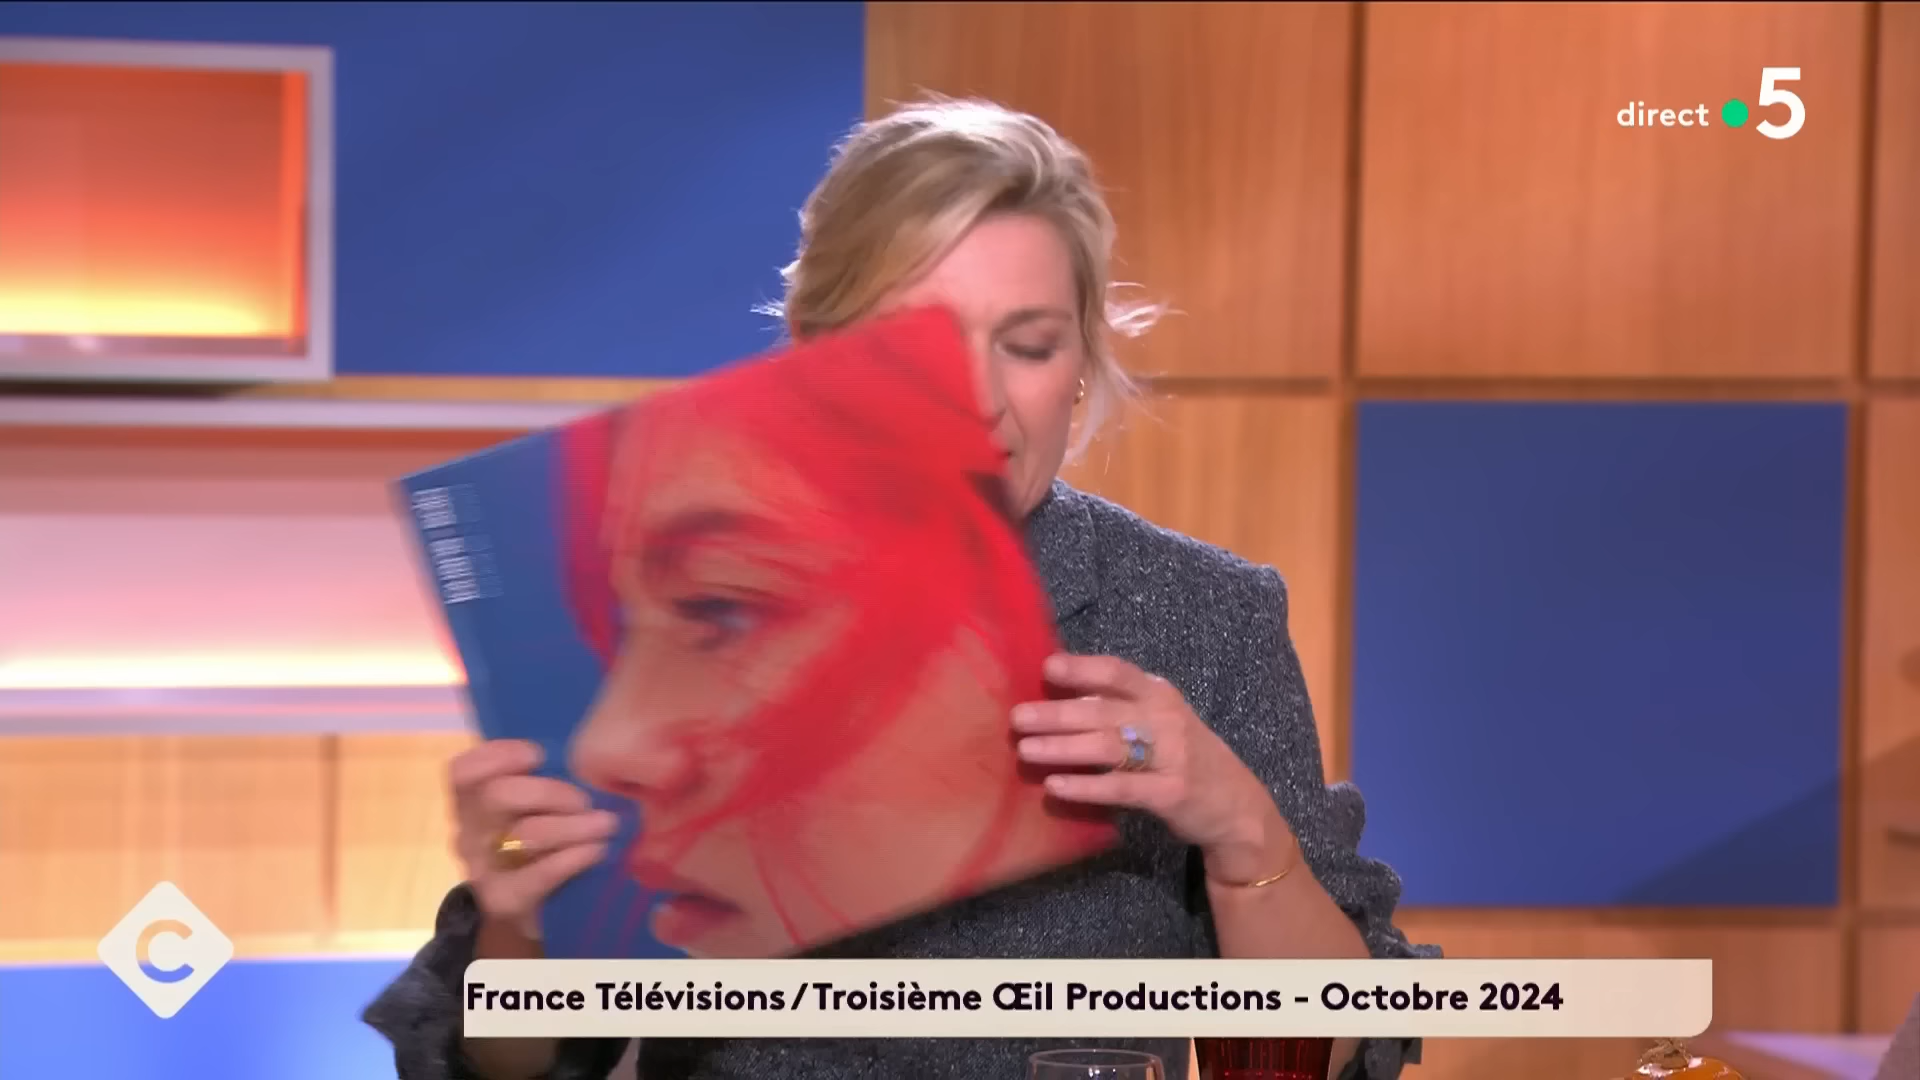 direct 5
C
France Télévisions/Troisième Œil Productions - Octobre 2024